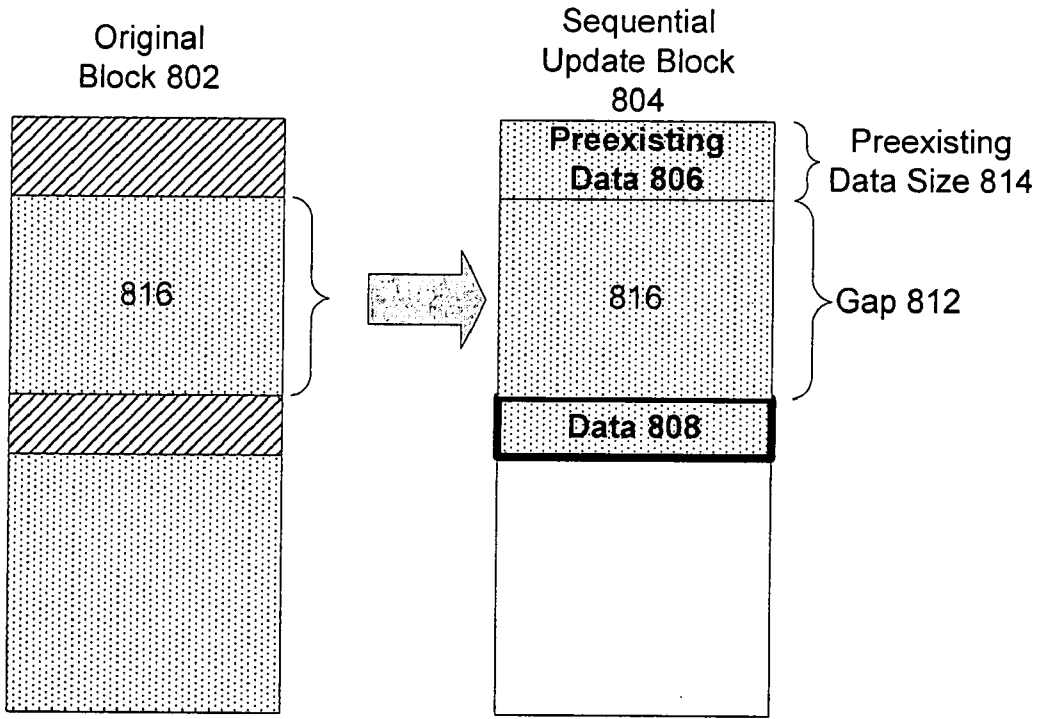 Original
Block 802
Sequential
Update Block
804
Preexisting
Data 806
Preexisting
Data Size 814
816
816
Gap 812
Data 808